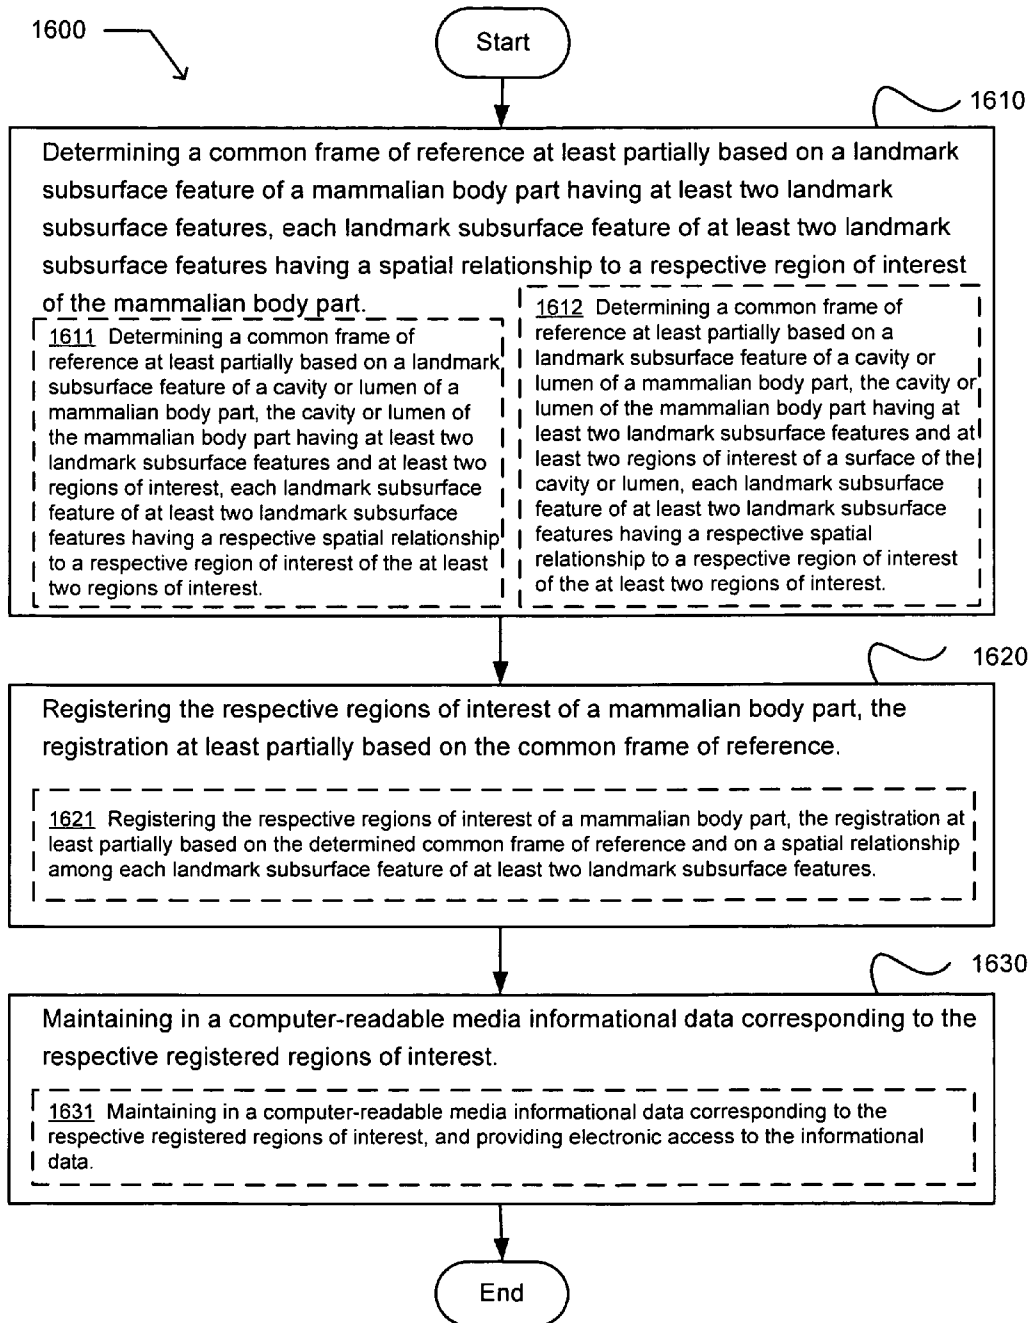 1600
Start
1610
Determining a common frame of reference at least partially based on a landmark
subsurface feature of a mammalian body part having at least two landmark
subsurface features, each landmark subsurface feature of at least two landmark
subsurface features having a spatial relationship to a respective region of interest
of the mammalian body part.
1611 Determining a common frame of
reference at least partially based on a landmark
subsurface feature of a cavity or lumen of a
mammalian body part, the cavity or lumen of
the mammalian body part having at least two
landmark subsurface features and at least two
regions of interest, each landmark subsurface
feature of at least two landmark subsurface
features having a respective spatial relationship
to a respective region of interest of the at least
two regions of interest.
1612 Determining a common frame of
reference at least partially based on a
landmark subsurface feature of a cavity or
lumen of a mammalian body part, the cavity or
lumen of the mammalian body part having at
least two landmark subsurface features and at
least two regions of interest of a surface of the
cavity or lumen, each landmark subsurface
feature of at least two landmark subsurface
features having a respective spatial
relationship to a respective region of interest
of the at least two regions of interest.
1620
Registering the respective regions of interest of a mammalian body part, the
registration at least partially based on the common frame of reference.
1621 Registering the respective regions of interest of a mammalian body part, the registration at
least partially based on the determined common frame of reference and on a spatial relationship
among each landmark subsurface feature of at least two landmark subsurface features.
1630
Maintaining in a computer-readable media informational data corresponding to the
respective registered regions of interest.
1631 Maintaining in a computer-readable media informational data corresponding to the
respective registered regions of interest, and providing electronic access to the informational
data.
End